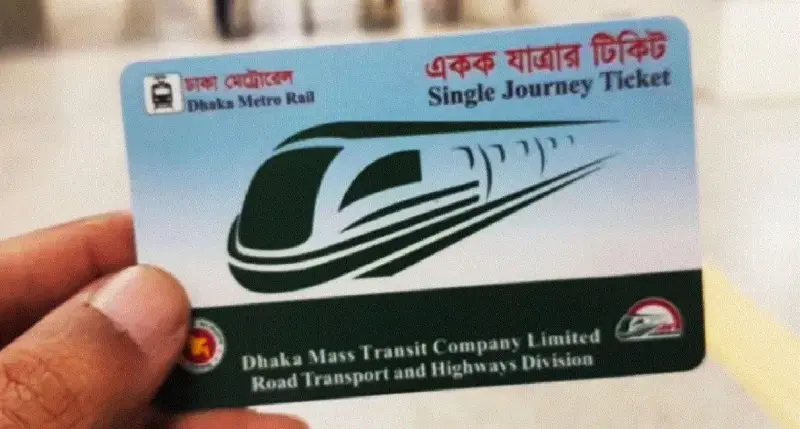 ঢাকা মেট্রোরেল
Dhaka Metro Rail
একক যাত্রার টিকিট
Single Journey Ticket
Dhaka Mass Transit Company Limited
Road Transport and Highways Division